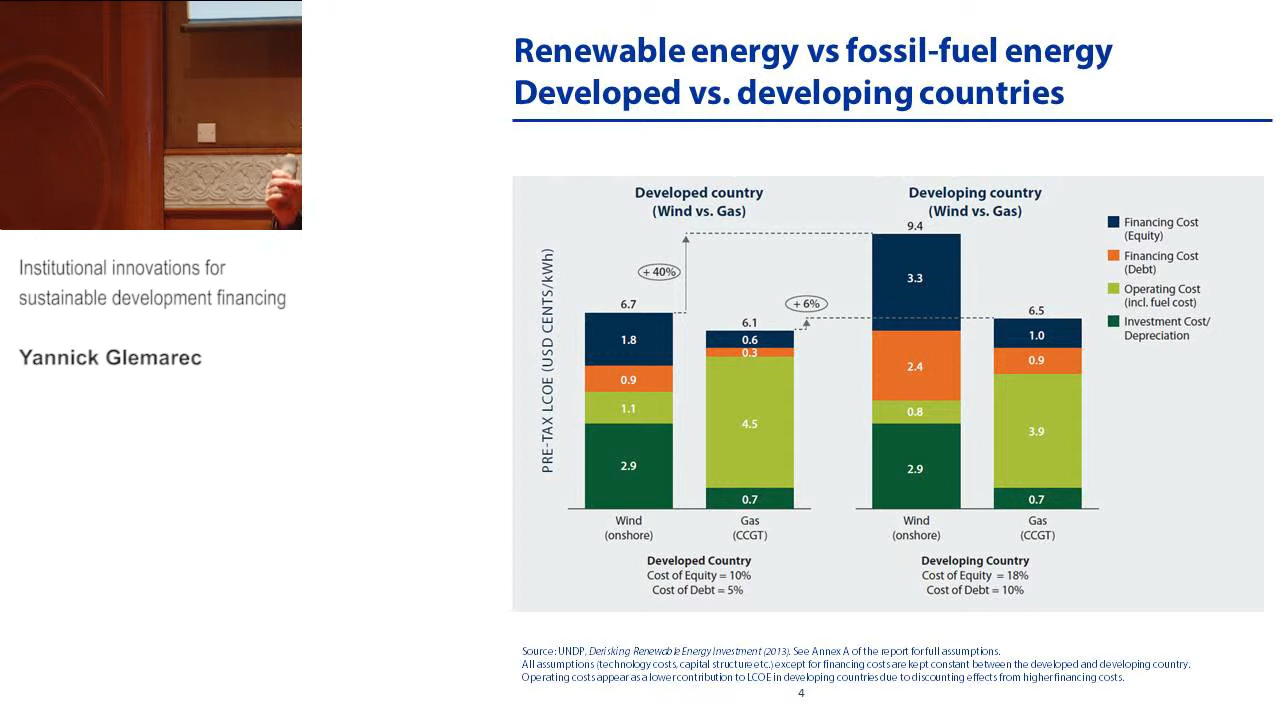 Renewable energy vs fossil-fuel energy
Developed vs. developing countries
Institutional innovations for
sustainable development financing
Yannick Glemarec
Developed country
(Wind vs. Gas)
Developing country
(Wind vs. Gas)
PRE-TAX LCOE (USD CENTS/kWh)
+ 40%
+ 6%
6.7
1.8
0.9
1.1
2.9
6.1
0.6
0.3
4.5
0.7
9.4
3.3
2.4
0.8
2.9
6.5
1.0
0.9
3.9
0.7
Wind
(onshore)
Gas
(CCGT)
Wind
(onshore)
Gas
(CCGT)
Developed Country
Cost of Equity = 10%
Cost of Debt = 5%
Developing Country
Cost of Equity = 18%
Cost of Debt = 10%
Financing Cost
(Equity)
Financing Cost
(Debt)
Operating Cost
(incl. fuel cost)
Investment Cost/
Depreciation
Source: UNDP, Derisking Renewable Energy Investment (2013). See Annex A of the report for full assumptions.
All assumptions (technology costs, capital structure etc.) except for financing costs are kept constant between the developed and developing country.
Operating costs appear as a lower contribution to LCOE in developing countries due to discounting effects from higher financing costs.
4